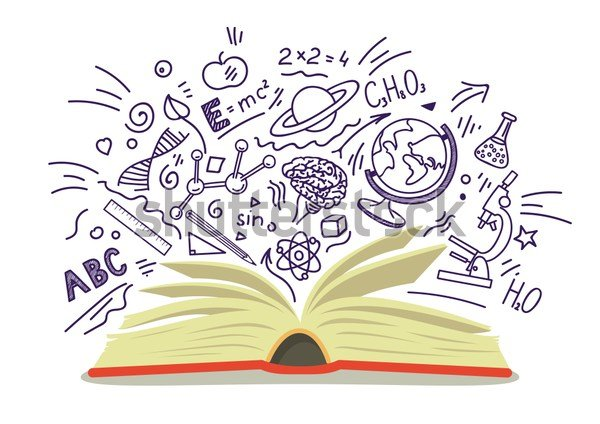 2×2=4
E=mc²
C₃H₈O₃
shutterstock
sin
ABC
H₂O